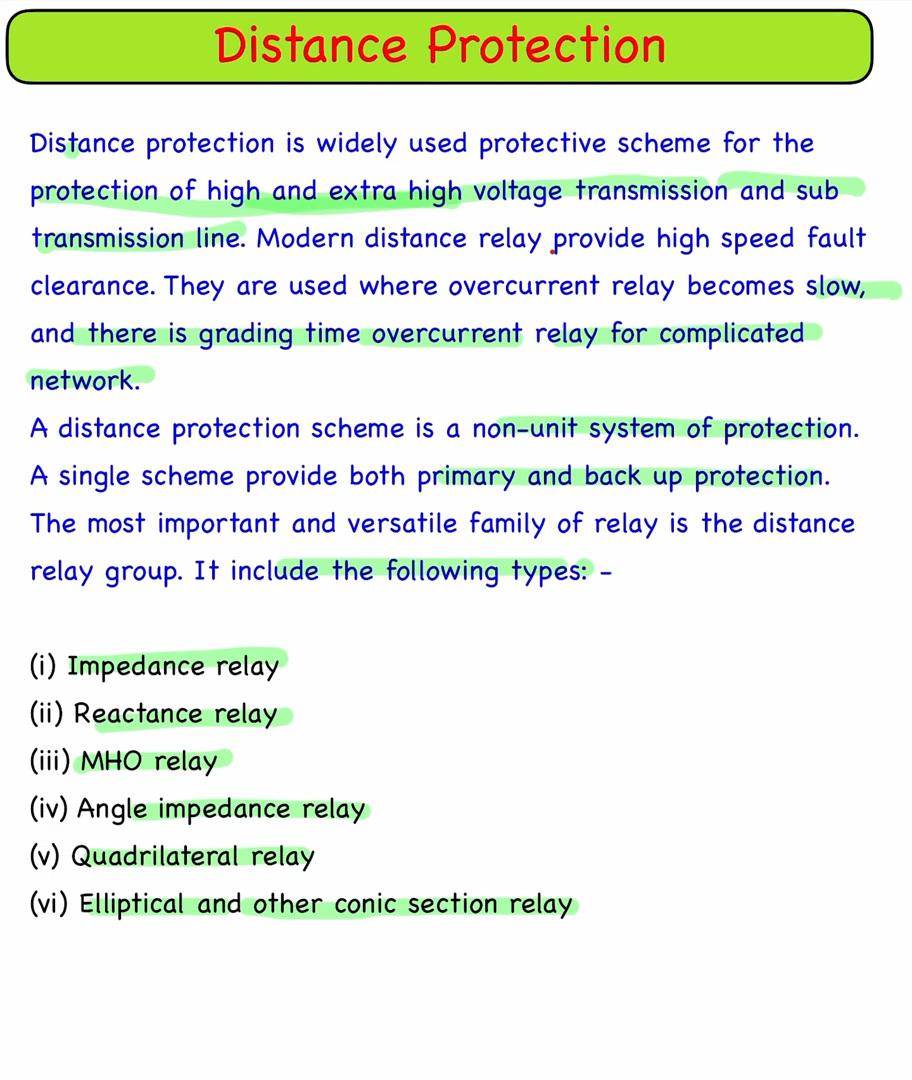 Distance Protection
Distance protection is widely used protective scheme for the
protection of high and extra high voltage transmission and sub
transmission line. Modern distance relay provide high speed fault
clearance. They are used where overcurrent relay becomes slow,
and there is grading time overcurrent relay for complicated
network.
A distance protection scheme is a non-unit system of protection.
A single scheme provide both primary and back up protection.
The most important and versatile family of relay is the distance
relay group. It include the following types: -
(i) Impedance relay
(ii) Reactance relay
(iii) MHO relay
(iv) Angle impedance relay
(v) Quadrilateral relay
(vi) Elliptical and other conic section relay